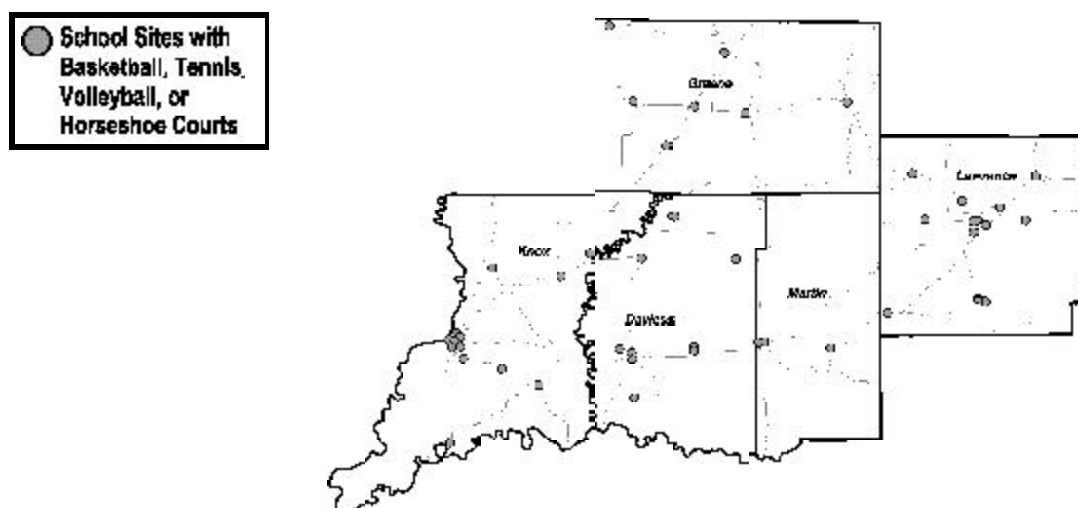 School Sites with
Basketball, Tennis,
Volleyball, or
Horseshoe Courts
Greene
Lawrence
Knox
Martin
Daviess